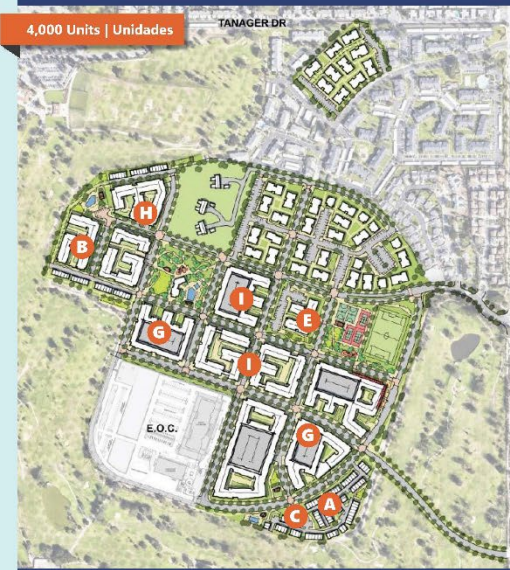 4,000 Units | Unidades
TANAGER DR
H
B
I
E
G
I
E.O.C.
G
A
C